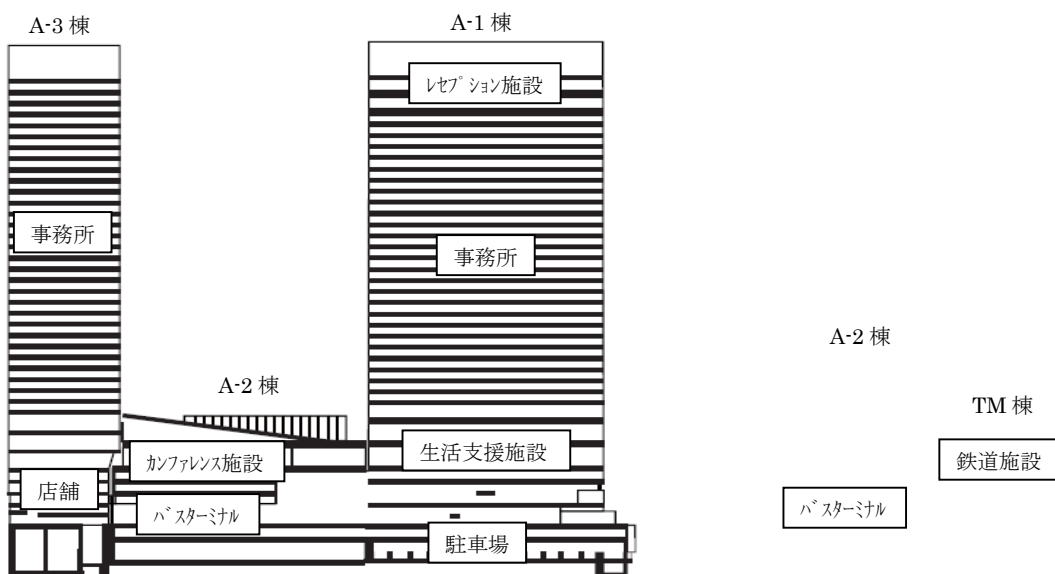 A-3 棟
A-1 棟
ﾚｾﾌﾟｼｮﾝ施設
事務所
事務所
A-2 棟
A-2 棟
TM 棟
ｶﾝﾌｧﾚﾝｽ施設
生活支援施設
鉄道施設
店舗
ﾊﾞｽﾀｰﾐﾅﾙ
ﾊﾞｽﾀｰﾐﾅﾙ
駐車場